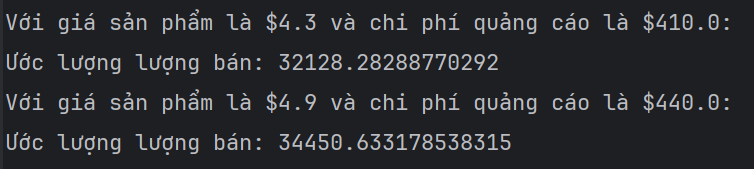 Với giá sản phẩm là $4.3 và chi phí quảng cáo là $410.0:
Ước lượng lượng bán: 32128.28288770292
Với giá sản phẩm là $4.9 và chi phí quảng cáo là $440.0:
Ước lượng lượng bán: 34450.633178538315